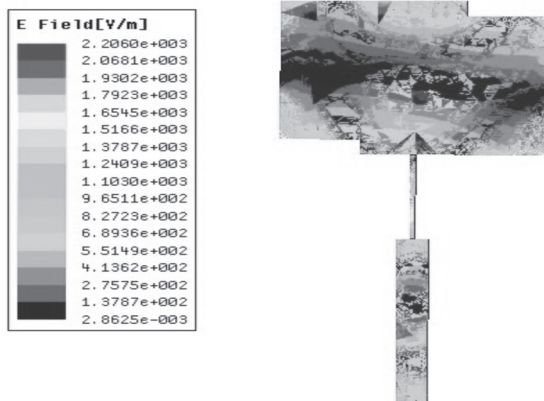 E Field[V/m]
2.2060e+003
2.0681e+003
1.9302e+003
1.7923e+003
1.6545e+003
1.5166e+003
1.3787e+003
1.2409e+003
1.1030e+003
9.6511e+002
8.2723e+002
6.8936e+002
5.5149e+002
4.1362e+002
2.7575e+002
1.3787e+002
2.8625e-003